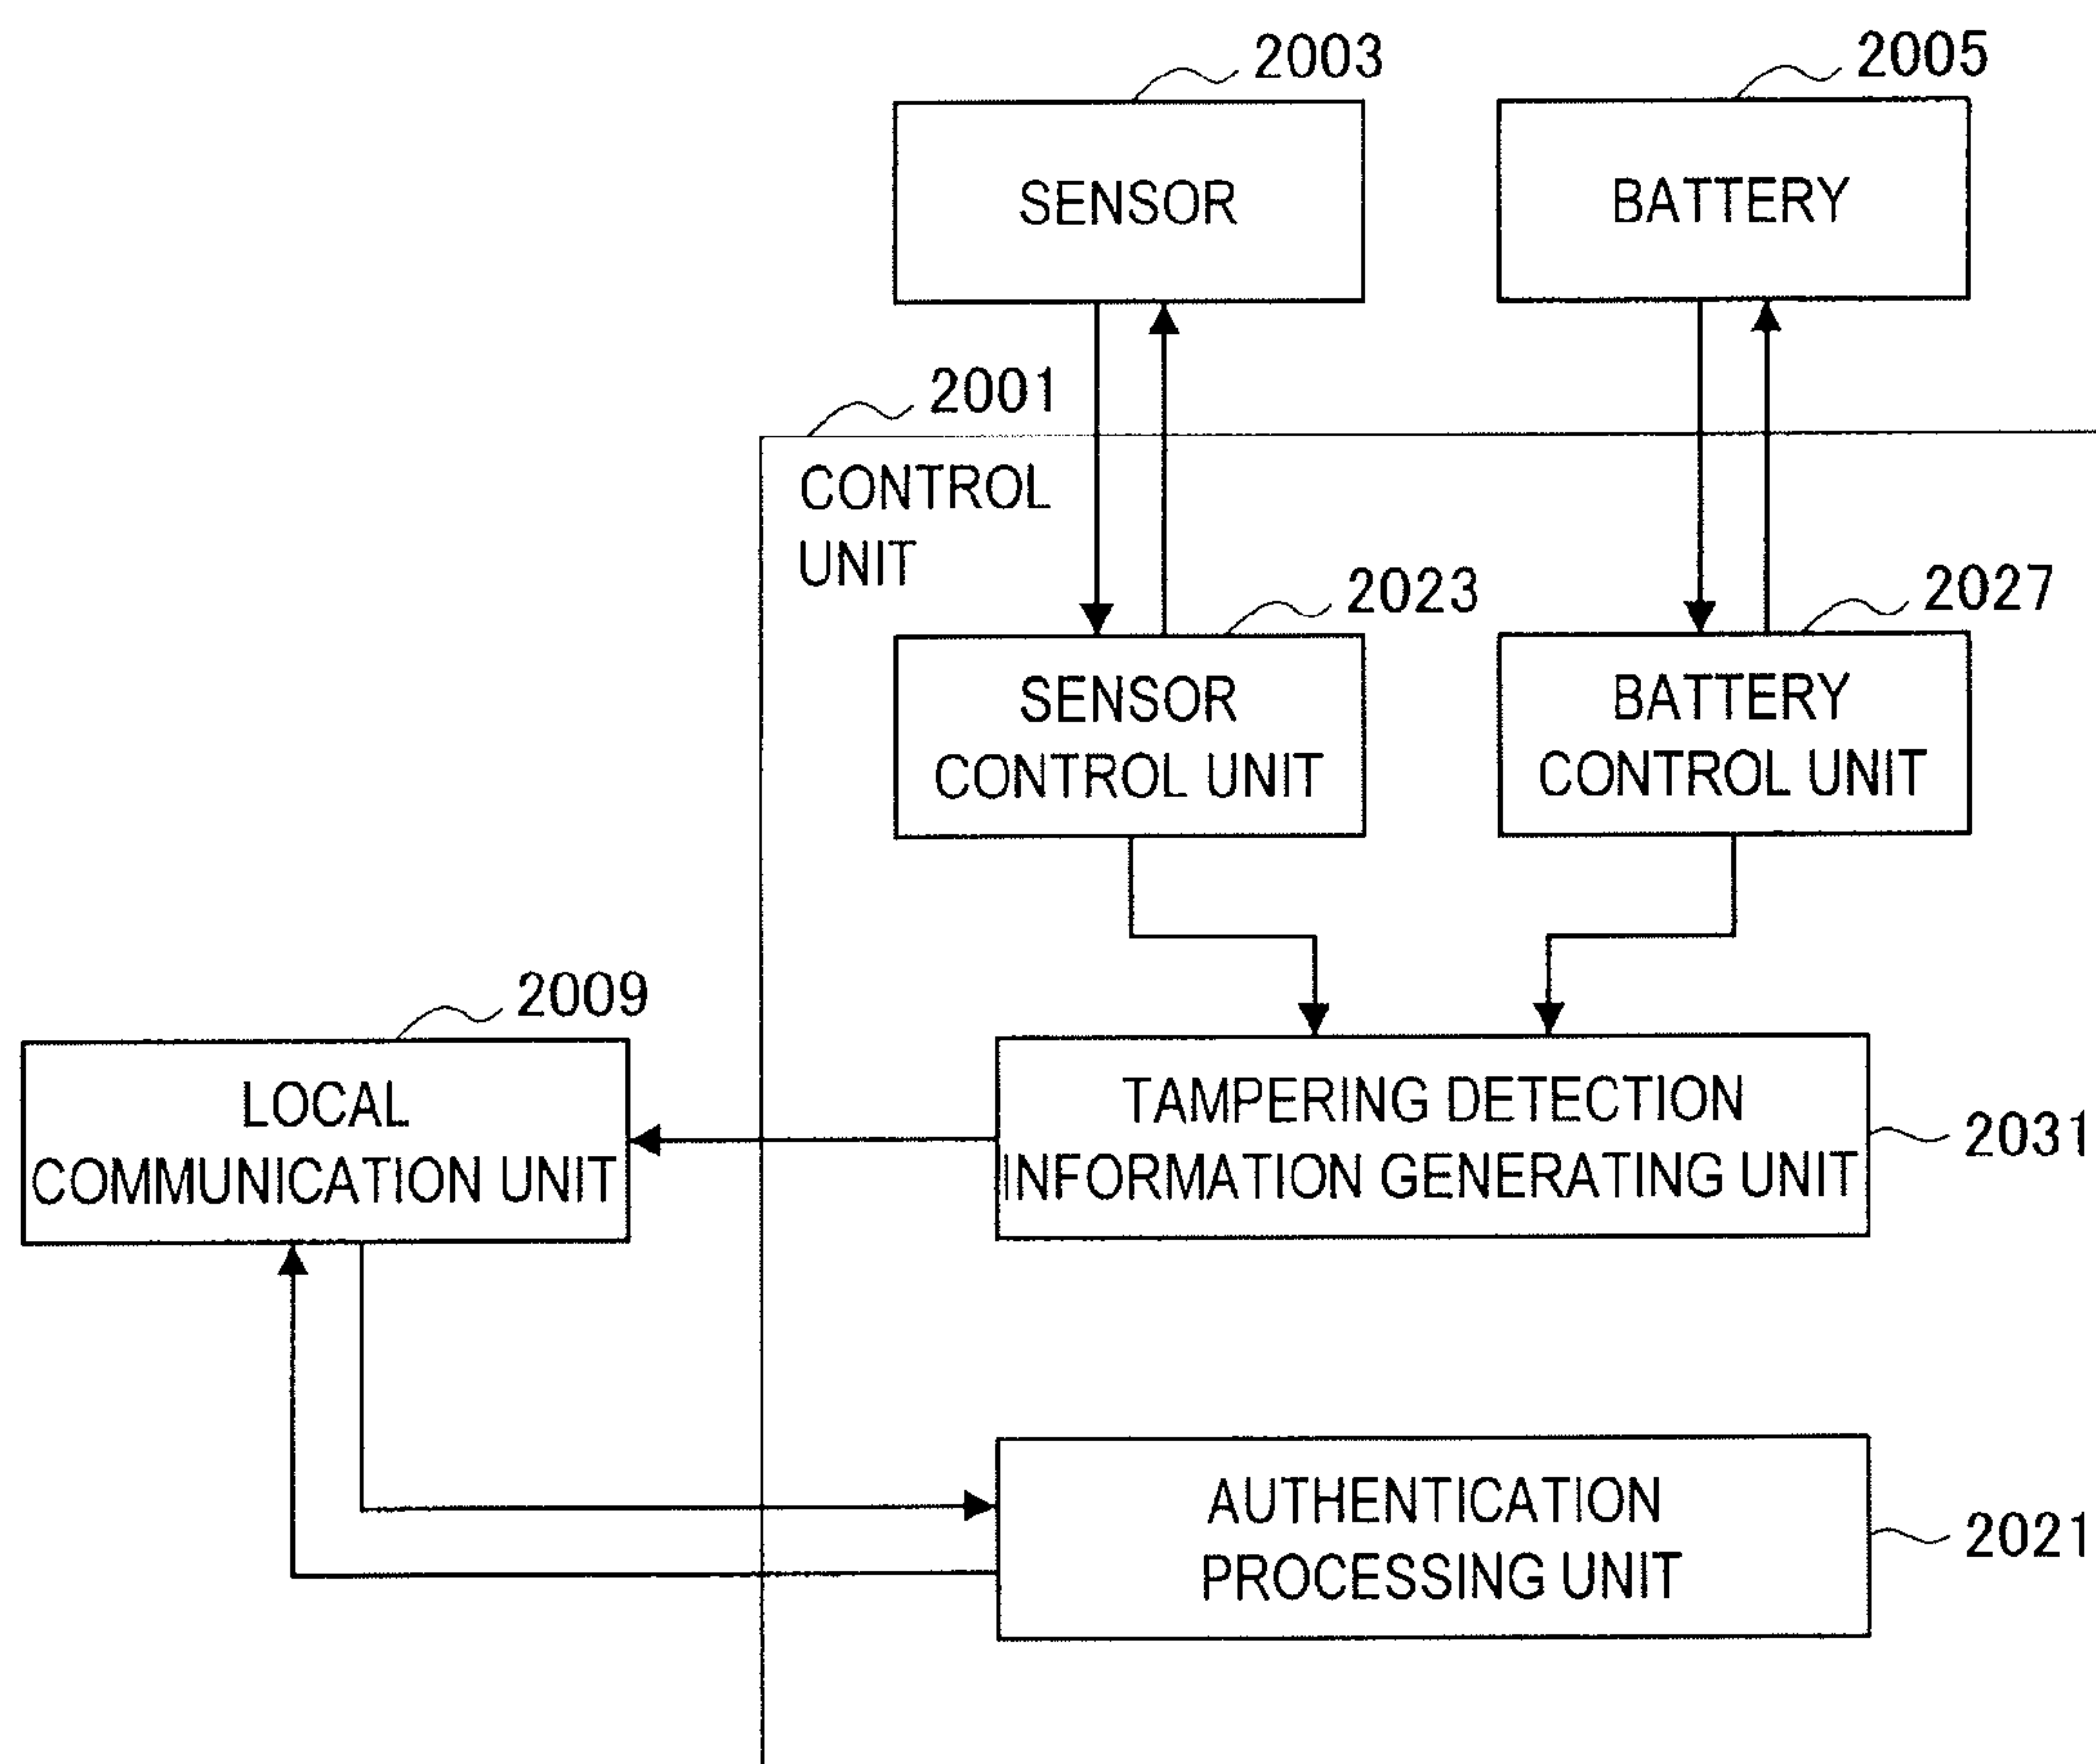 2003
2005
SENSOR
BATTERY
2001
CONTROL
UNIT
2023
2027
SENSOR
CONTROL UNIT
BATTERY
CONTROL UNIT
2009
LOCAL
COMMUNICATION UNIT
TAMPERING DETECTION
INFORMATION GENERATING UNIT
2031
AUTHENTICATION
PROCESSING UNIT
2021